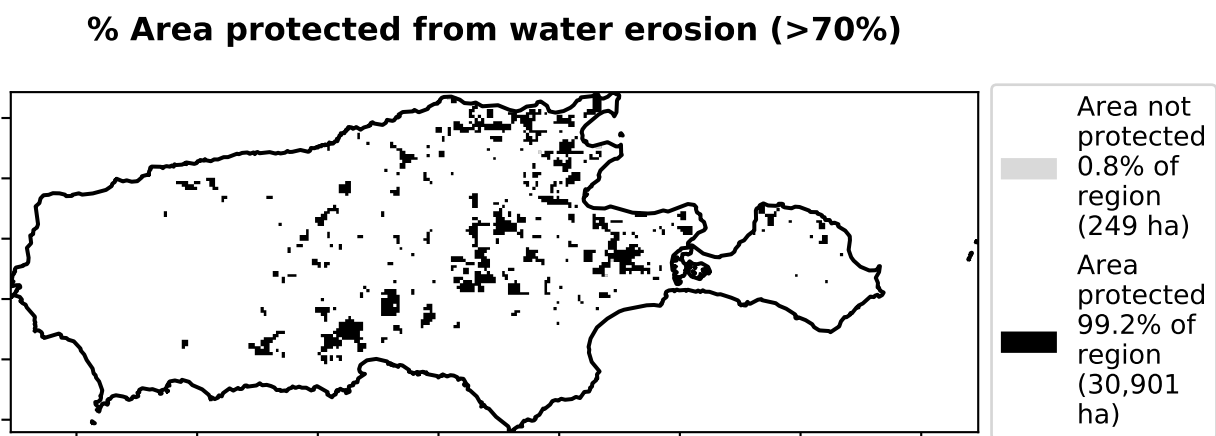 % Area protected from water erosion (>70%)
Area not
protected
0.8% of
region
(249 ha)
Area
protected
99.2% of
region
(30,901
ha)